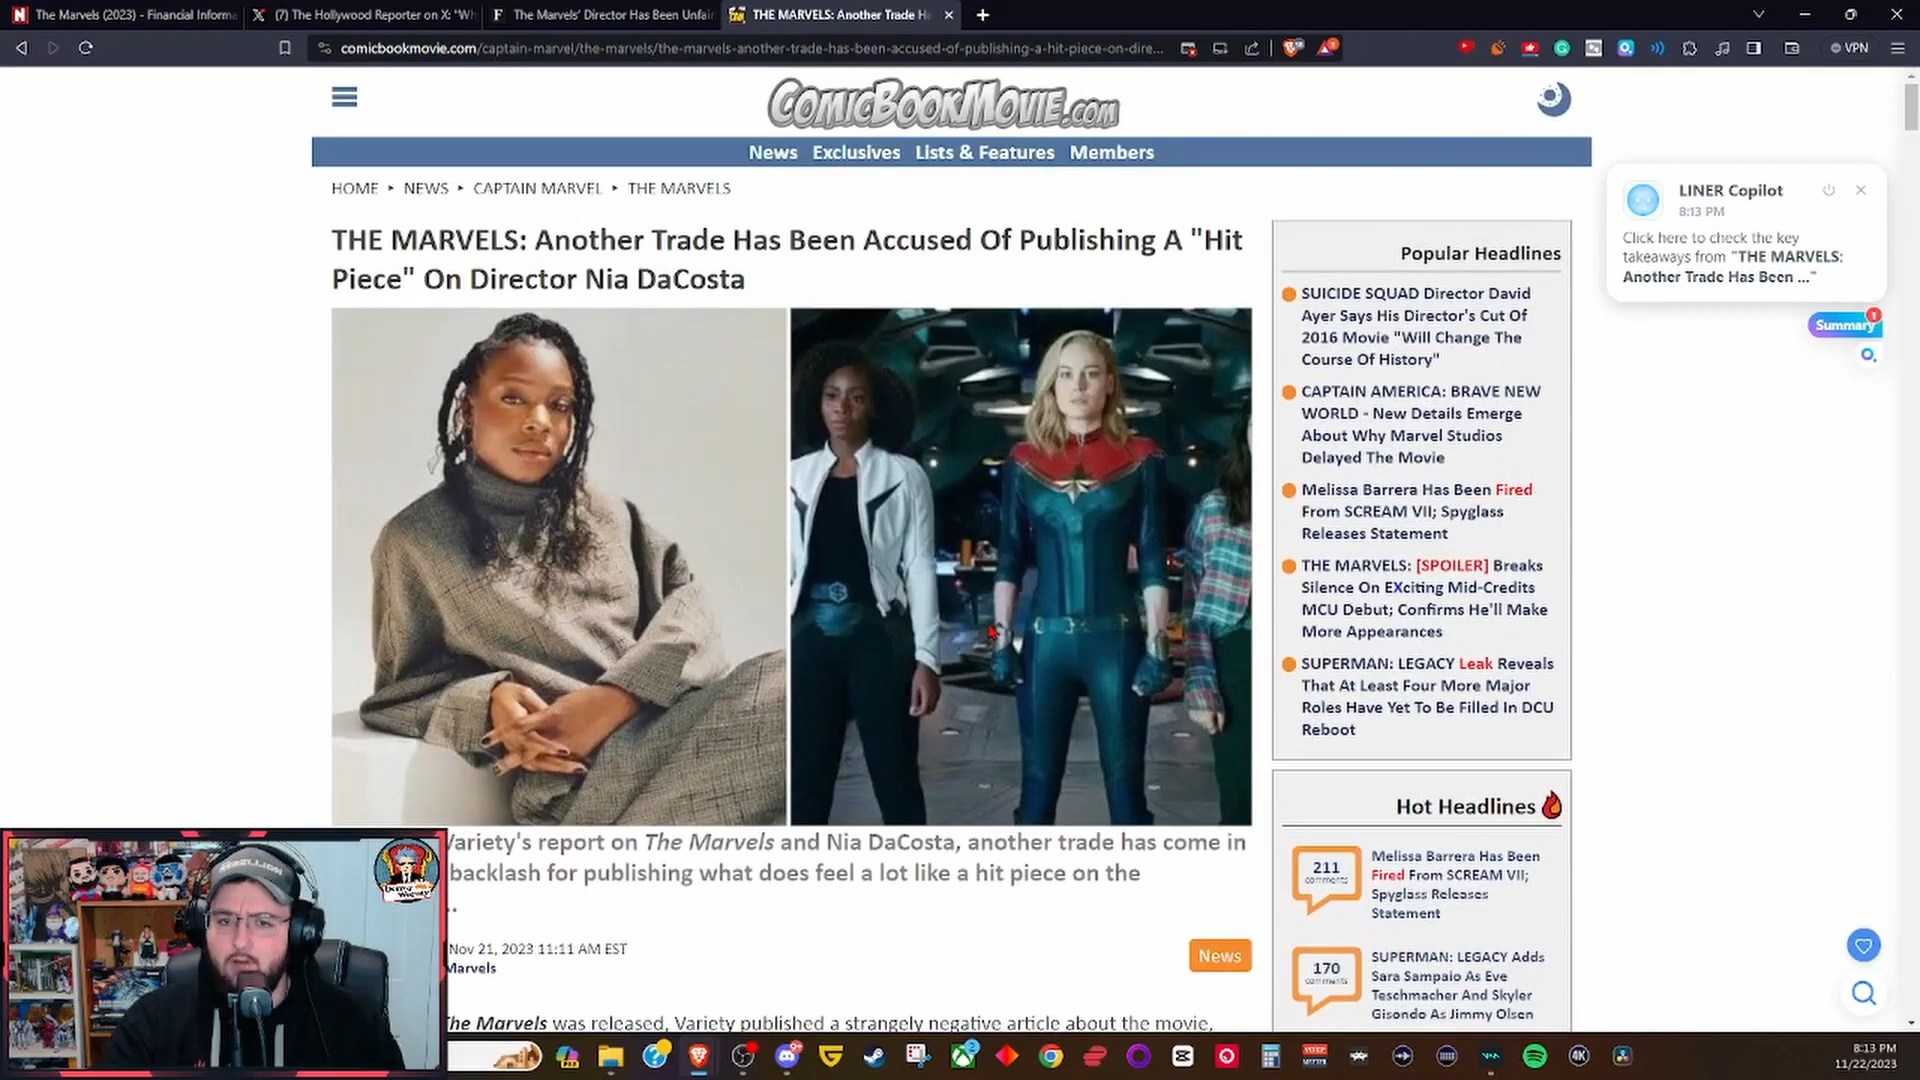 The Marvels (2023) - Financial Informa
(7) The Hollywood Reporter on X: "Wh
The Marvels' Director Has Been Unfai
THE MARVELS: Another Trade Ha
comicbookmovie.com/captain-marvel/the-marvels/the-marvels-another-trade-has-been-accused-of-publishing-a-hit-piece-on-dire...
VPN
COMICBOOKMOVIE.COM
News Exclusives Lists & Features Members
HOME ▸ NEWS ▸ CAPTAIN MARVEL ▸ THE MARVELS
THE MARVELS: Another Trade Has Been Accused Of Publishing A "Hit
Piece" On Director Nia DaCosta
Variety's report on The Marvels and Nia DaCosta, another trade has come in
backlash for publishing what does feel a lot like a hit piece on the
..
Nov 21, 2023 11:11 AM EST
Marvels
News
The Marvels was released, Variety published a strangely negative article about the movie,
Popular Headlines
SUICIDE SQUAD Director David
Ayer Says His Director's Cut Of
2016 Movie "Will Change The
Course Of History"
CAPTAIN AMERICA: BRAVE NEW
WORLD - New Details Emerge
About Why Marvel Studios
Delayed The Movie
Melissa Barrera Has Been Fired
From SCREAM VII; Spyglass
Releases Statement
THE MARVELS: [SPOILER] Breaks
Silence On EXciting Mid-Credits
MCU Debut; Confirms He'll Make
More Appearances
SUPERMAN: LEGACY Leak Reveals
That At Least Four More Major
Roles Have Yet To Be Filled In DCU
Reboot
Hot Headlines
211
comments
Melissa Barrera Has Been
Fired From SCREAM VII;
Spyglass Releases
Statement
170
comments
SUPERMAN: LEGACY Adds
Sara Sampaio As Eve
Teschmacher And Skyler
Gisondo As Jimmy Olsen
LINER Copilot
8:13 PM
Click here to check the key
takeaways from "THE MARVELS:
Another Trade Has Been ..."
Summary
1
REBELLION
4K
8:13 PM
11/22/2023